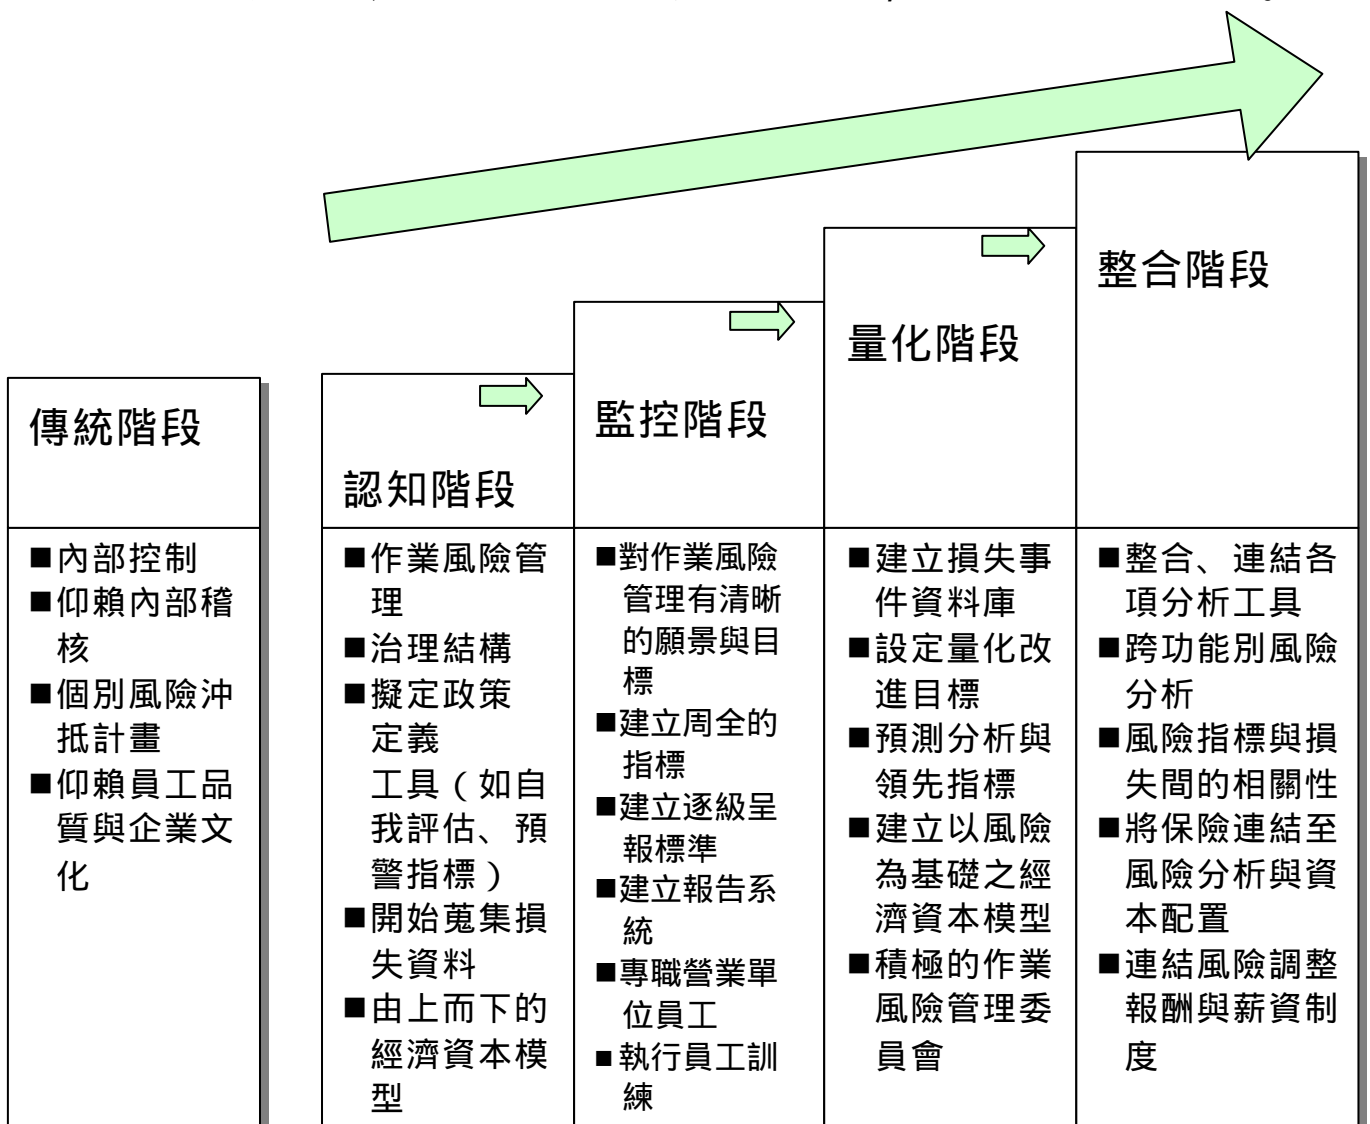 傳統階段
■內部控制
■仰賴內部稽
核
■個別風險沖
抵計畫
■仰賴員工品
質與企業文
化
認知階段
■作業風險管
理
■治理結構
■擬定政策
定義
工具（如自
我評估、預
警指標）
■開始蒐集損
失資料
■由上而下的
經濟資本模
型
監控階段
■對作業風險
管理有清晰
的願景與目
標
■建立周全的
指標
■建立逐級呈
報標準
■建立報告系
統
■專職營業單
位員工
■執行員工訓
練
量化階段
■建立損失事
件資料庫
■設定量化改
進目標
■預測分析與
領先指標
■建立以風險
為基礎之經
濟資本模型
■積極的作業
風險管理委
員會
整合階段
■整合、連結各
項分析工具
■跨功能別風險
分析
■風險指標與損
失間的相關性
■將保險連結至
風險分析與資
本配置
■連結風險調整
報酬與薪資制
度